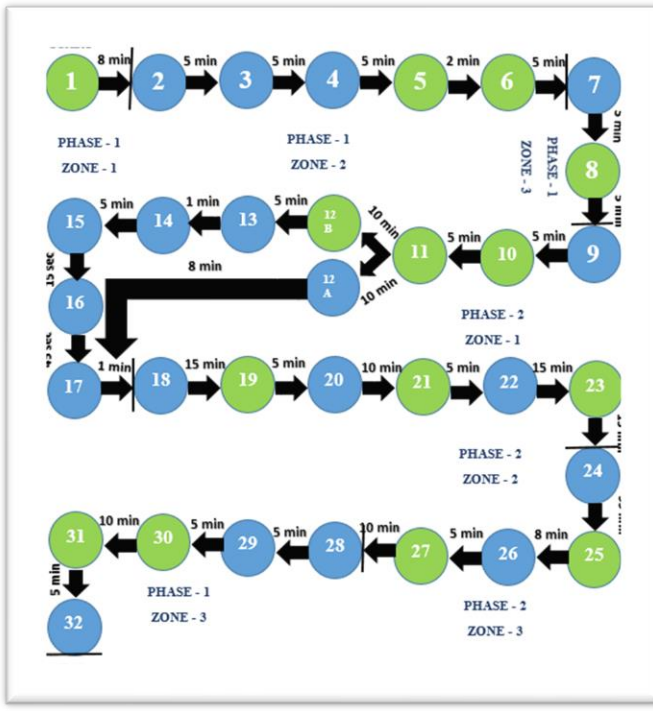 8 min
5 min
5 min
5 min
2 min
5 min
1
2
3
4
5
6
7
PHASE - 1
ZONE - 1
PHASE - 1
ZONE - 2
PHASE - 1
ZONE - 3
8
5 min
1 min
5 min
10 min
15
14
13
12
B
11
5 min
10
5 min
9
15 sec
8 min
12
A
10 min
16
PHASE - 2
ZONE - 1
17
1 min
18
15 min
19
5 min
20
10 min
21
5 min
22
15 min
23
PHASE - 2
ZONE - 2
24
31
10 min
30
5 min
29
5 min
28
10 min
27
5 min
26
8 min
25
5 min
PHASE - 1
ZONE - 3
PHASE - 2
ZONE - 3
32